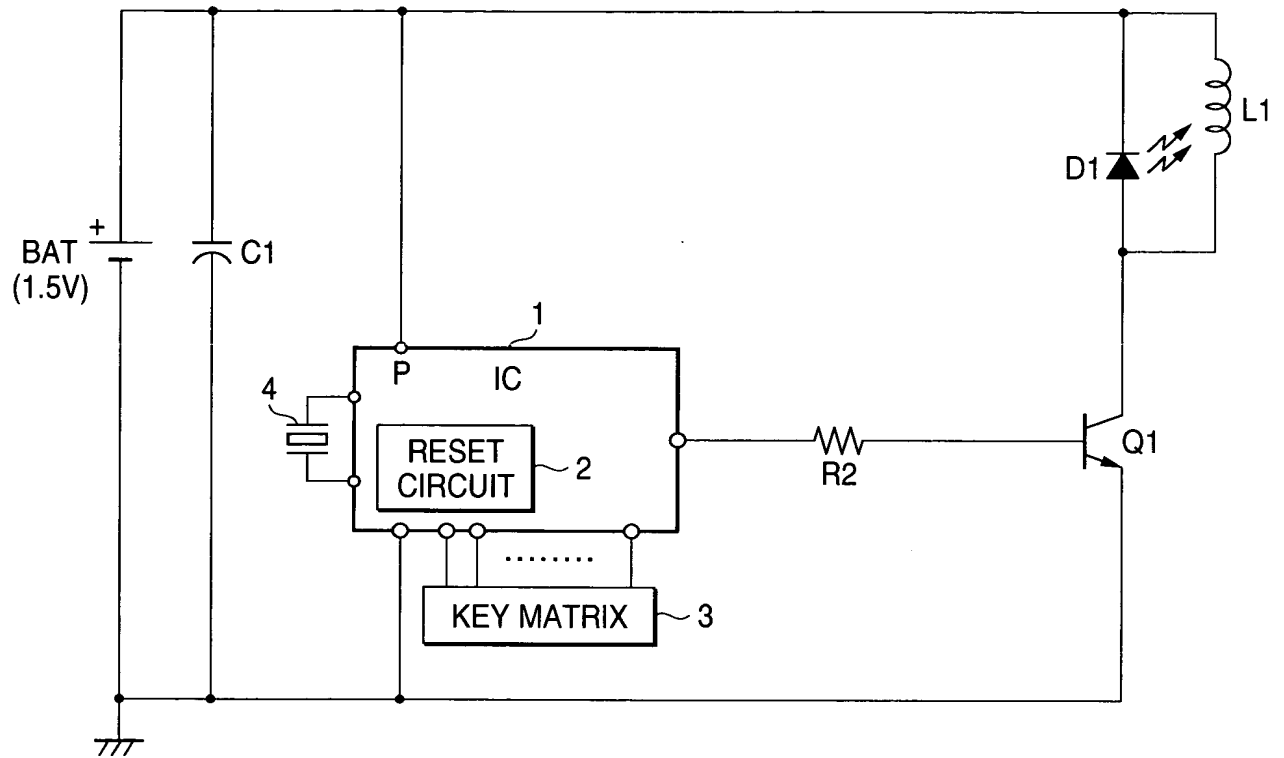 L1
D1
+
BAT
(1.5V)
C1
1
P
IC
4
RESET
CIRCUIT
2
Q1
R2
........
KEY MATRIX
3